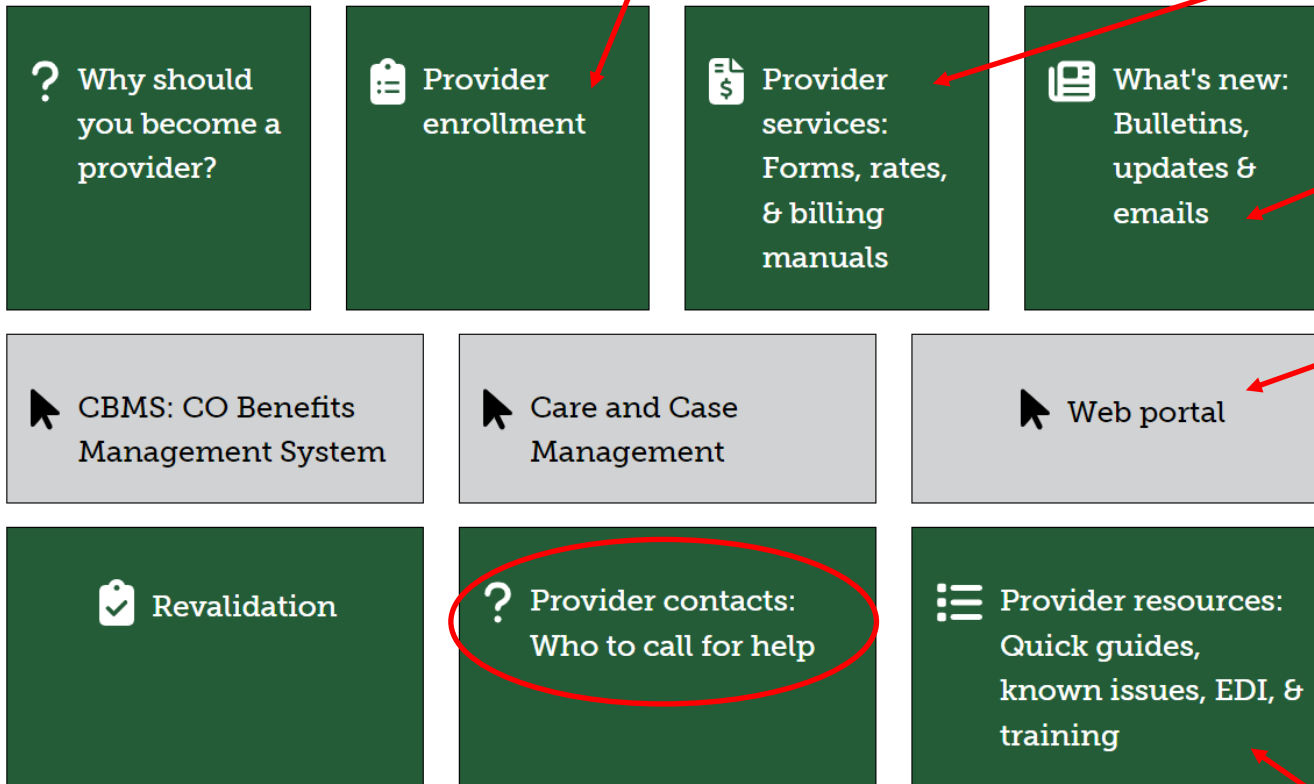 Why should
you become a
provider?
Provider
enrollment
Provider
services:
Forms, rates,
& billing
manuals
What's new:
Bulletins,
updates &
emails
CBMS: CO Benefits
Management System
Care and Case
Management
Web portal
Revalidation
Provider contacts:
Who to call for help
Provider resources:
Quick guides,
known issues, EDI, &
training